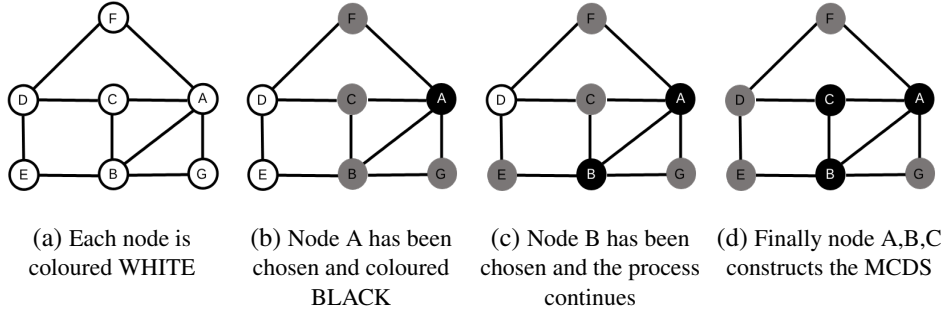 F
D
C
A
E
B
G
F
D
C
A
E
B
G
F
D
C
A
E
B
G
F
D
C
A
E
B
G
(a) Each node is
coloured WHITE
(b) Node A has been
chosen and coloured
BLACK
(c) Node B has been
chosen and the process
continues
(d) Finally node A,B,C
constructs the MCDS